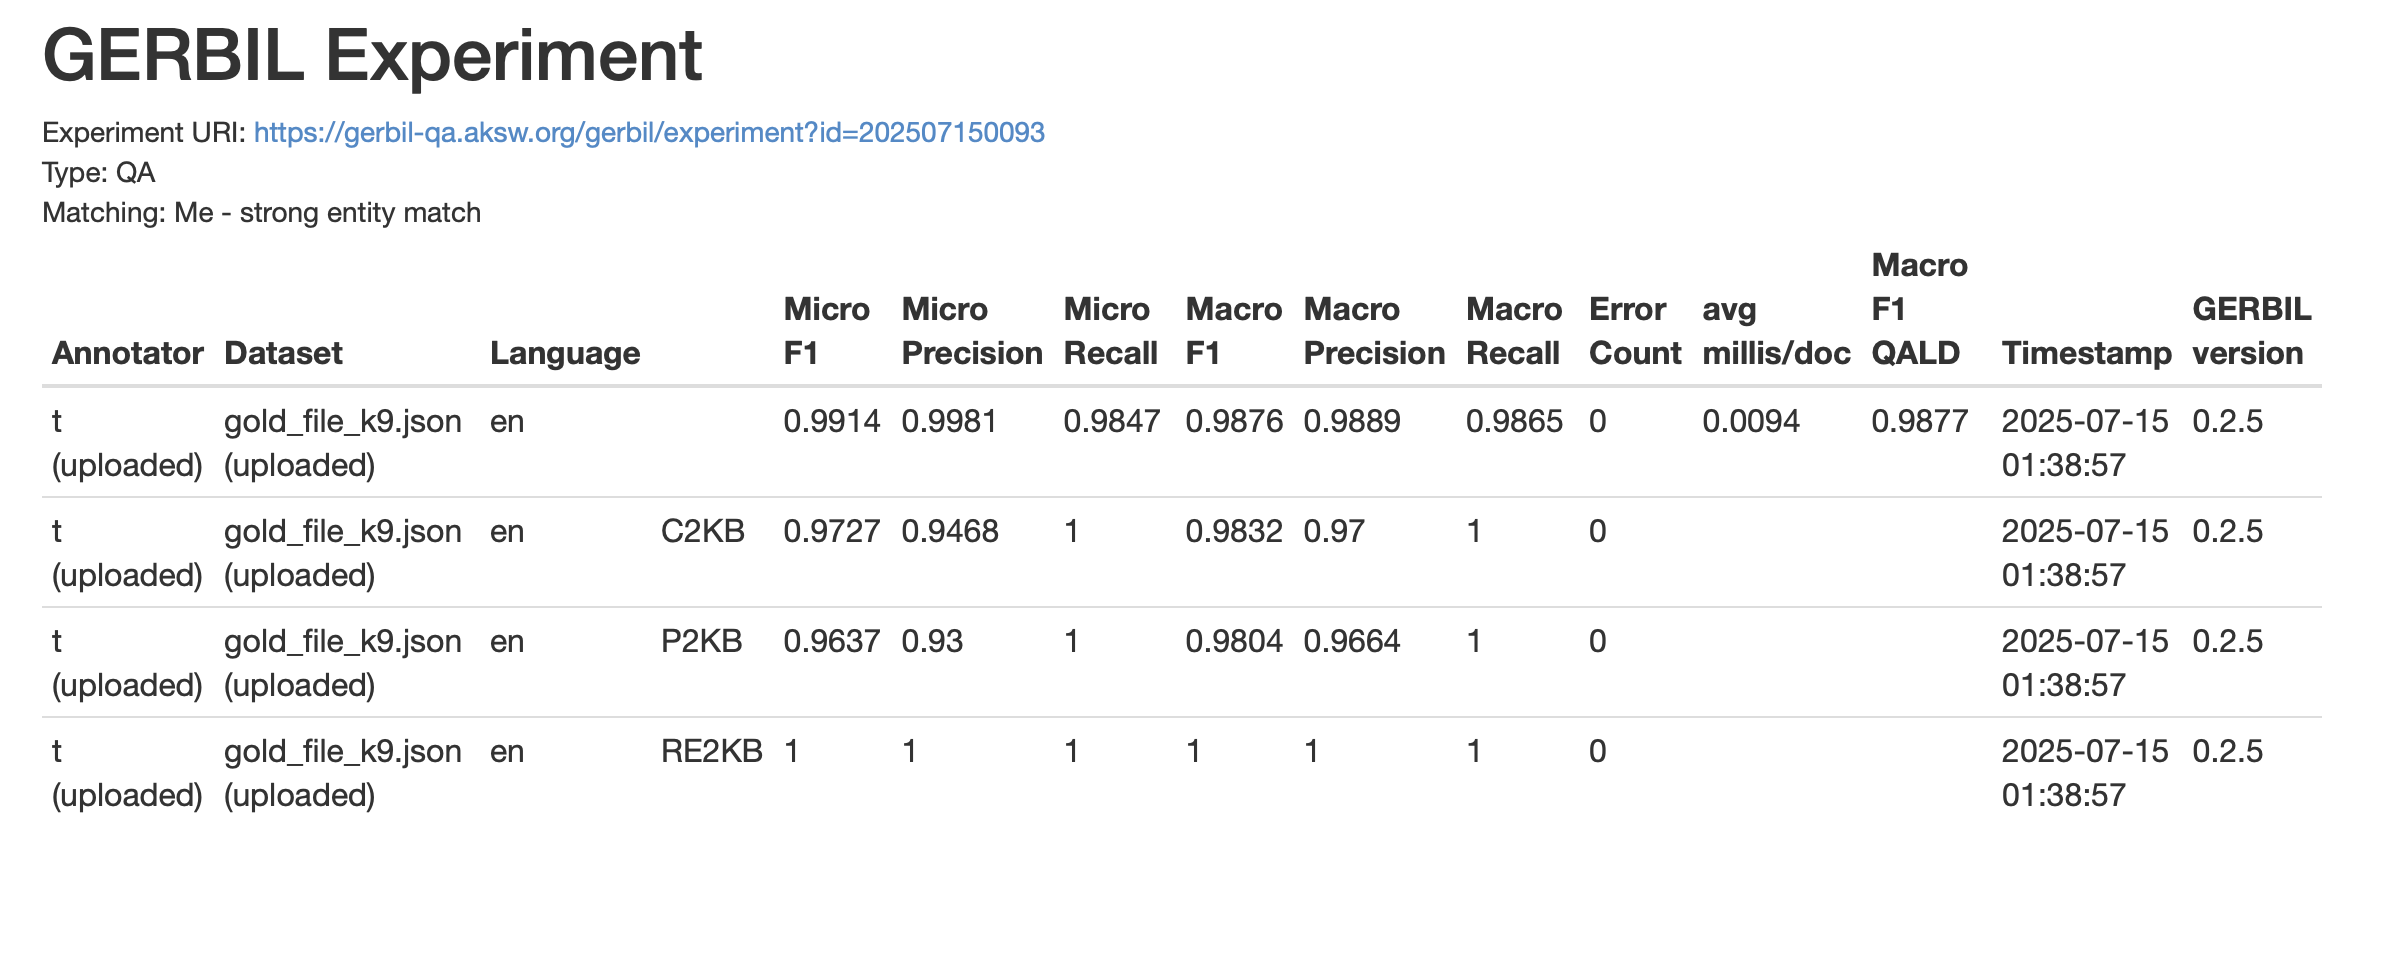 GERBIL Experiment
Experiment URI: https://gerbil-qa.aksw.org/gerbil/experiment?id=202507150093
Type: QA
Matching: Me - strong entity match
Annotator Dataset Language Micro F1 Micro Precision Micro Recall Macro F1 Macro Precision Macro Recall Error Count avg millis/doc Macro F1 QALD Timestamp GERBIL version
t (uploaded) gold_file_k9.json (uploaded) en 0.9914 0.9981 0.9847 0.9876 0.9889 0.9865 0 0.0094 0.9877 2025-07-15 01:38:57 0.2.5
t (uploaded) gold_file_k9.json (uploaded) en C2KB 0.9727 0.9468 1 0.9832 0.97 1 0 2025-07-15 01:38:57 0.2.5
t (uploaded) gold_file_k9.json (uploaded) en P2KB 0.9637 0.93 1 0.9804 0.9664 1 0 2025-07-15 01:38:57 0.2.5
t (uploaded) gold_file_k9.json (uploaded) en RE2KB 1 1 1 1 1 1 0 2025-07-15 01:38:57 0.2.5